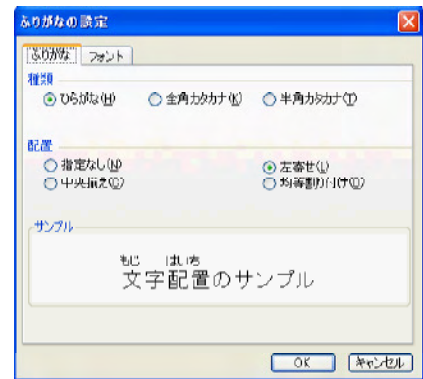 ふりがなの設定
ふりがな フォント
種類
ひらがな(H) 全角カタカナ(K) 半角カタカナ(T)
配置
指定なし(N) 左寄せ(L)
中央揃え(C) 均等割り付け(D)
サンプル
もじ はいち
文字配置のサンプル
OK キャンセル